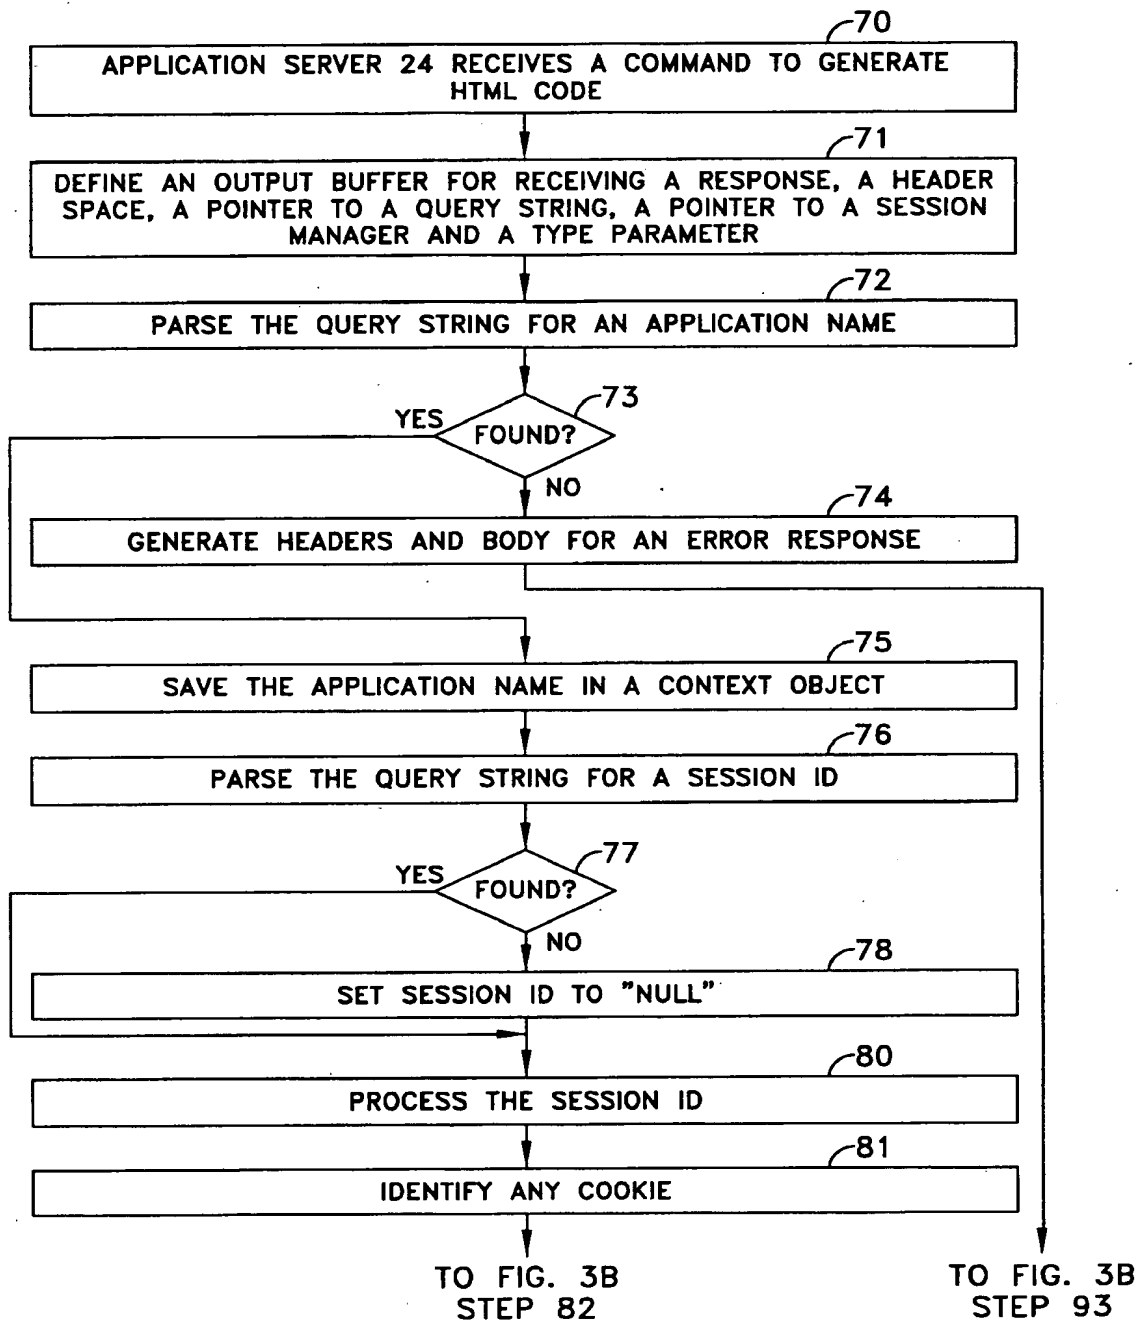 70
APPLICATION SERVER 24 RECEIVES A COMMAND TO GENERATE
HTML CODE
71
DEFINE AN OUTPUT BUFFER FOR RECEIVING A RESPONSE, A HEADER
SPACE, A POINTER TO A QUERY STRING, A POINTER TO A SESSION
MANAGER AND A TYPE PARAMETER
72
PARSE THE QUERY STRING FOR AN APPLICATION NAME
73
YES
FOUND?
NO
74
GENERATE HEADERS AND BODY FOR AN ERROR RESPONSE
75
SAVE THE APPLICATION NAME IN A CONTEXT OBJECT
76
PARSE THE QUERY STRING FOR A SESSION ID
77
YES
FOUND?
NO
78
SET SESSION ID TO "NULL"
80
PROCESS THE SESSION ID
81
IDENTIFY ANY COOKIE
TO FIG. 3B
STEP 82
TO FIG. 3B
STEP 93